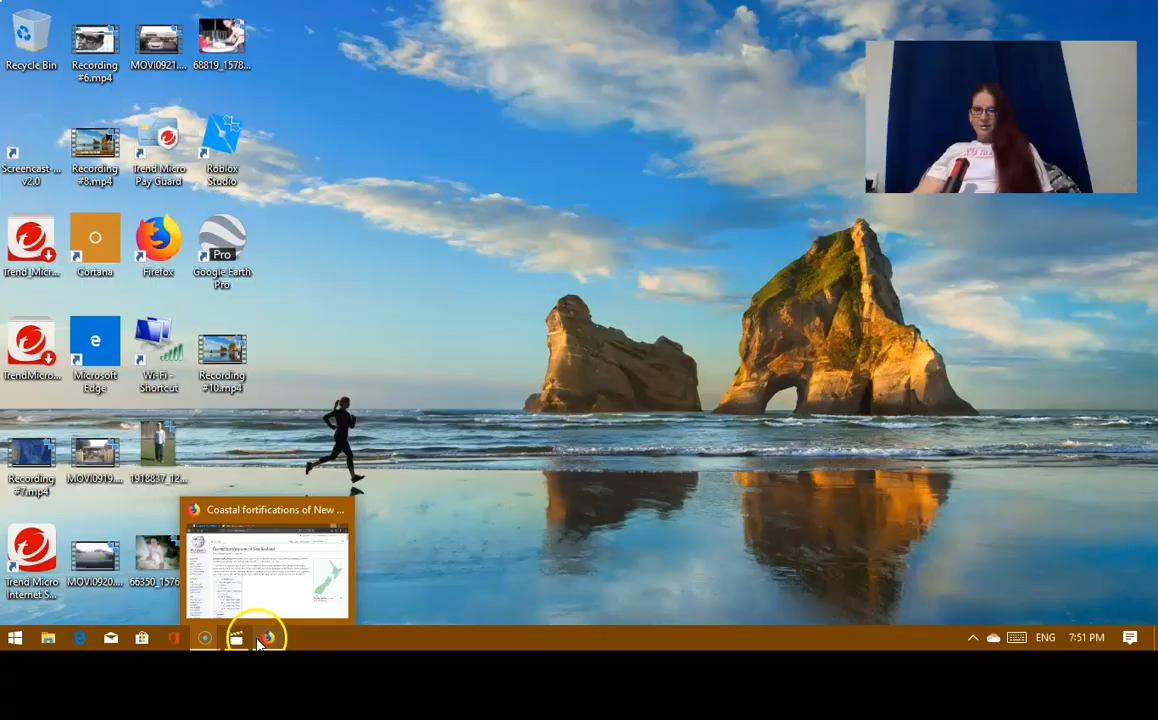 Recycle Bin
Recording
#6.mp4
MOVI0921....
68819_1578...
Screencast-...
v2.0
Recording
#8.mp4
Trend Micro
Pay Guard
Roblox
Studio
Trend_Micr...
Cortana
Firefox
Pro
Google Earth
Pro
TrendMicro...
Microsoft
Edge
Wi-Fi -
Shortcut
Recording
#10.mp4
Recording
#7.mp4
MOVI0919....
1918837_12...
Trend Micro
Internet S...
MOVI0920....
66350_1576
Coastal fortifications of New ...
ENG
7:51 PM